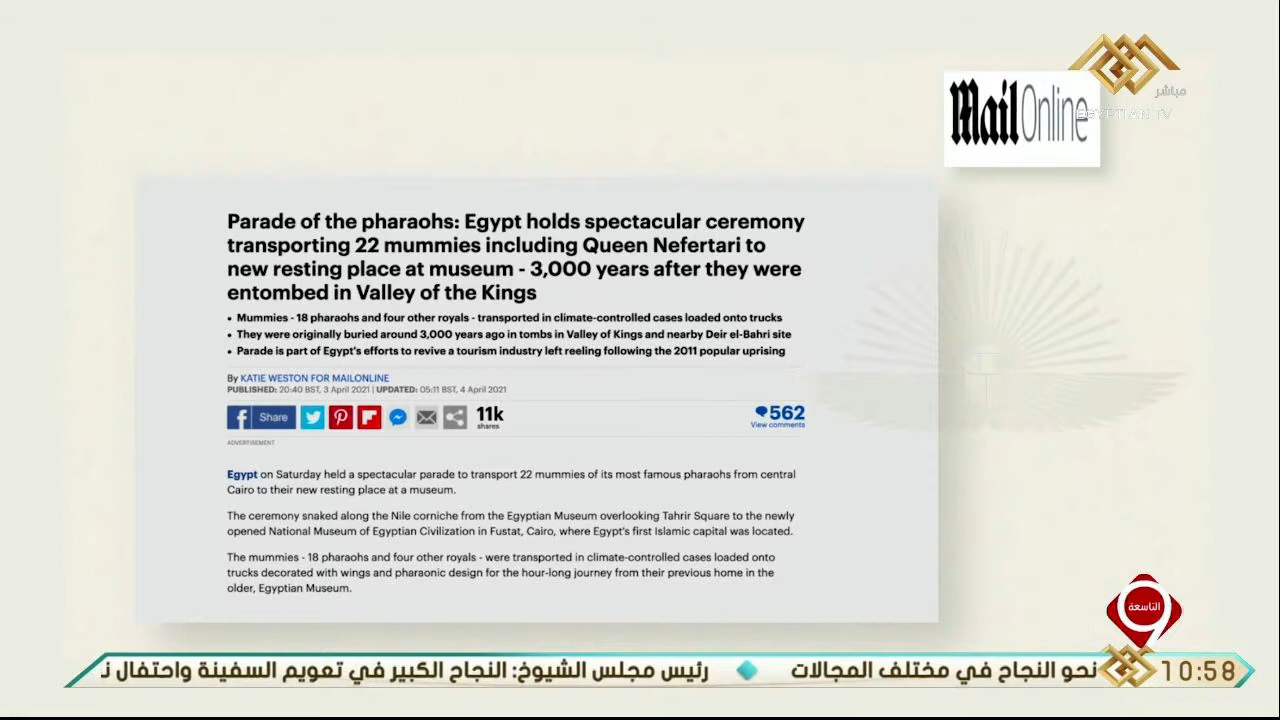 Mail Online
مباشر
EGYPTIAN TV
Parade of the pharaohs: Egypt holds spectacular ceremony
transporting 22 mummies including Queen Nefertari to
new resting place at museum - 3,000 years after they were
entombed in Valley of the Kings
• Mummies - 18 pharaohs and four other royals - transported in climate-controlled cases loaded onto trucks
• They were originally buried around 3,000 years ago in tombs in Valley of Kings and nearby Deir el-Bahri site
• Parade is part of Egypt's efforts to revive a tourism industry left reeling following the 2011 popular uprising
By KATIE WESTON FOR MAILONLINE
PUBLISHED: 20:40 BST, 3 April 2021 | UPDATED: 05:11 BST, 4 April 2021
Share
11k
shares
562
View comments
ADVERTISEMENT
Egypt on Saturday held a spectacular parade to transport 22 mummies of its most famous pharaohs from central
Cairo to their new resting place at a museum.
The ceremony snaked along the Nile corniche from the Egyptian Museum overlooking Tahrir Square to the newly
opened National Museum of Egyptian Civilization in Fustat, Cairo, where Egypt's first Islamic capital was located.
The mummies - 18 pharaohs and four other royals - were transported in climate-controlled cases loaded onto
trucks decorated with wings and pharaonic design for the hour-long journey from their previous home in the
older, Egyptian Museum.
التاسعة
9
نحو النجاح في مختلف المجالات ◆ رئيس مجلس الشيوخ: النجاح الكبير في تعويم السفينة واحتفال
10:58